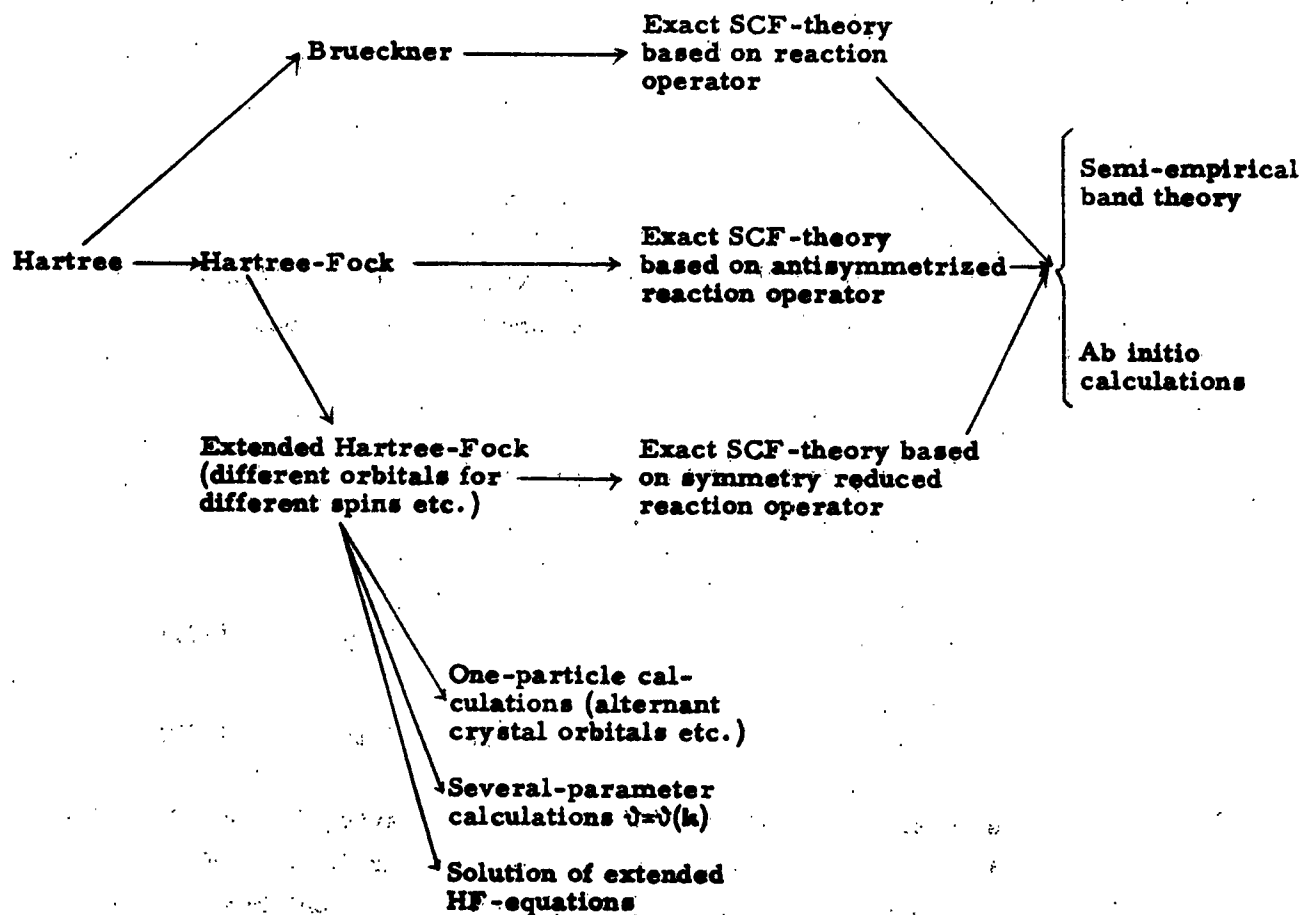 Brueckner
Exact SCF-theory
based on reaction
operator
Semi-empirical
band theory
Hartree
Hartree-Fock
Exact SCF-theory
based on antisymmetrized
reaction operator
Ab initio
calculations
Extended Hartree-Fock
(different orbitals for
different spins etc.)
Exact SCF-theory based
on symmetry reduced
reaction operator
One-particle cal-
culations (alternant
crystal orbitals etc.)
Several-parameter
calculations ϑ=ϑ(k)
Solution of extended
HF-equations